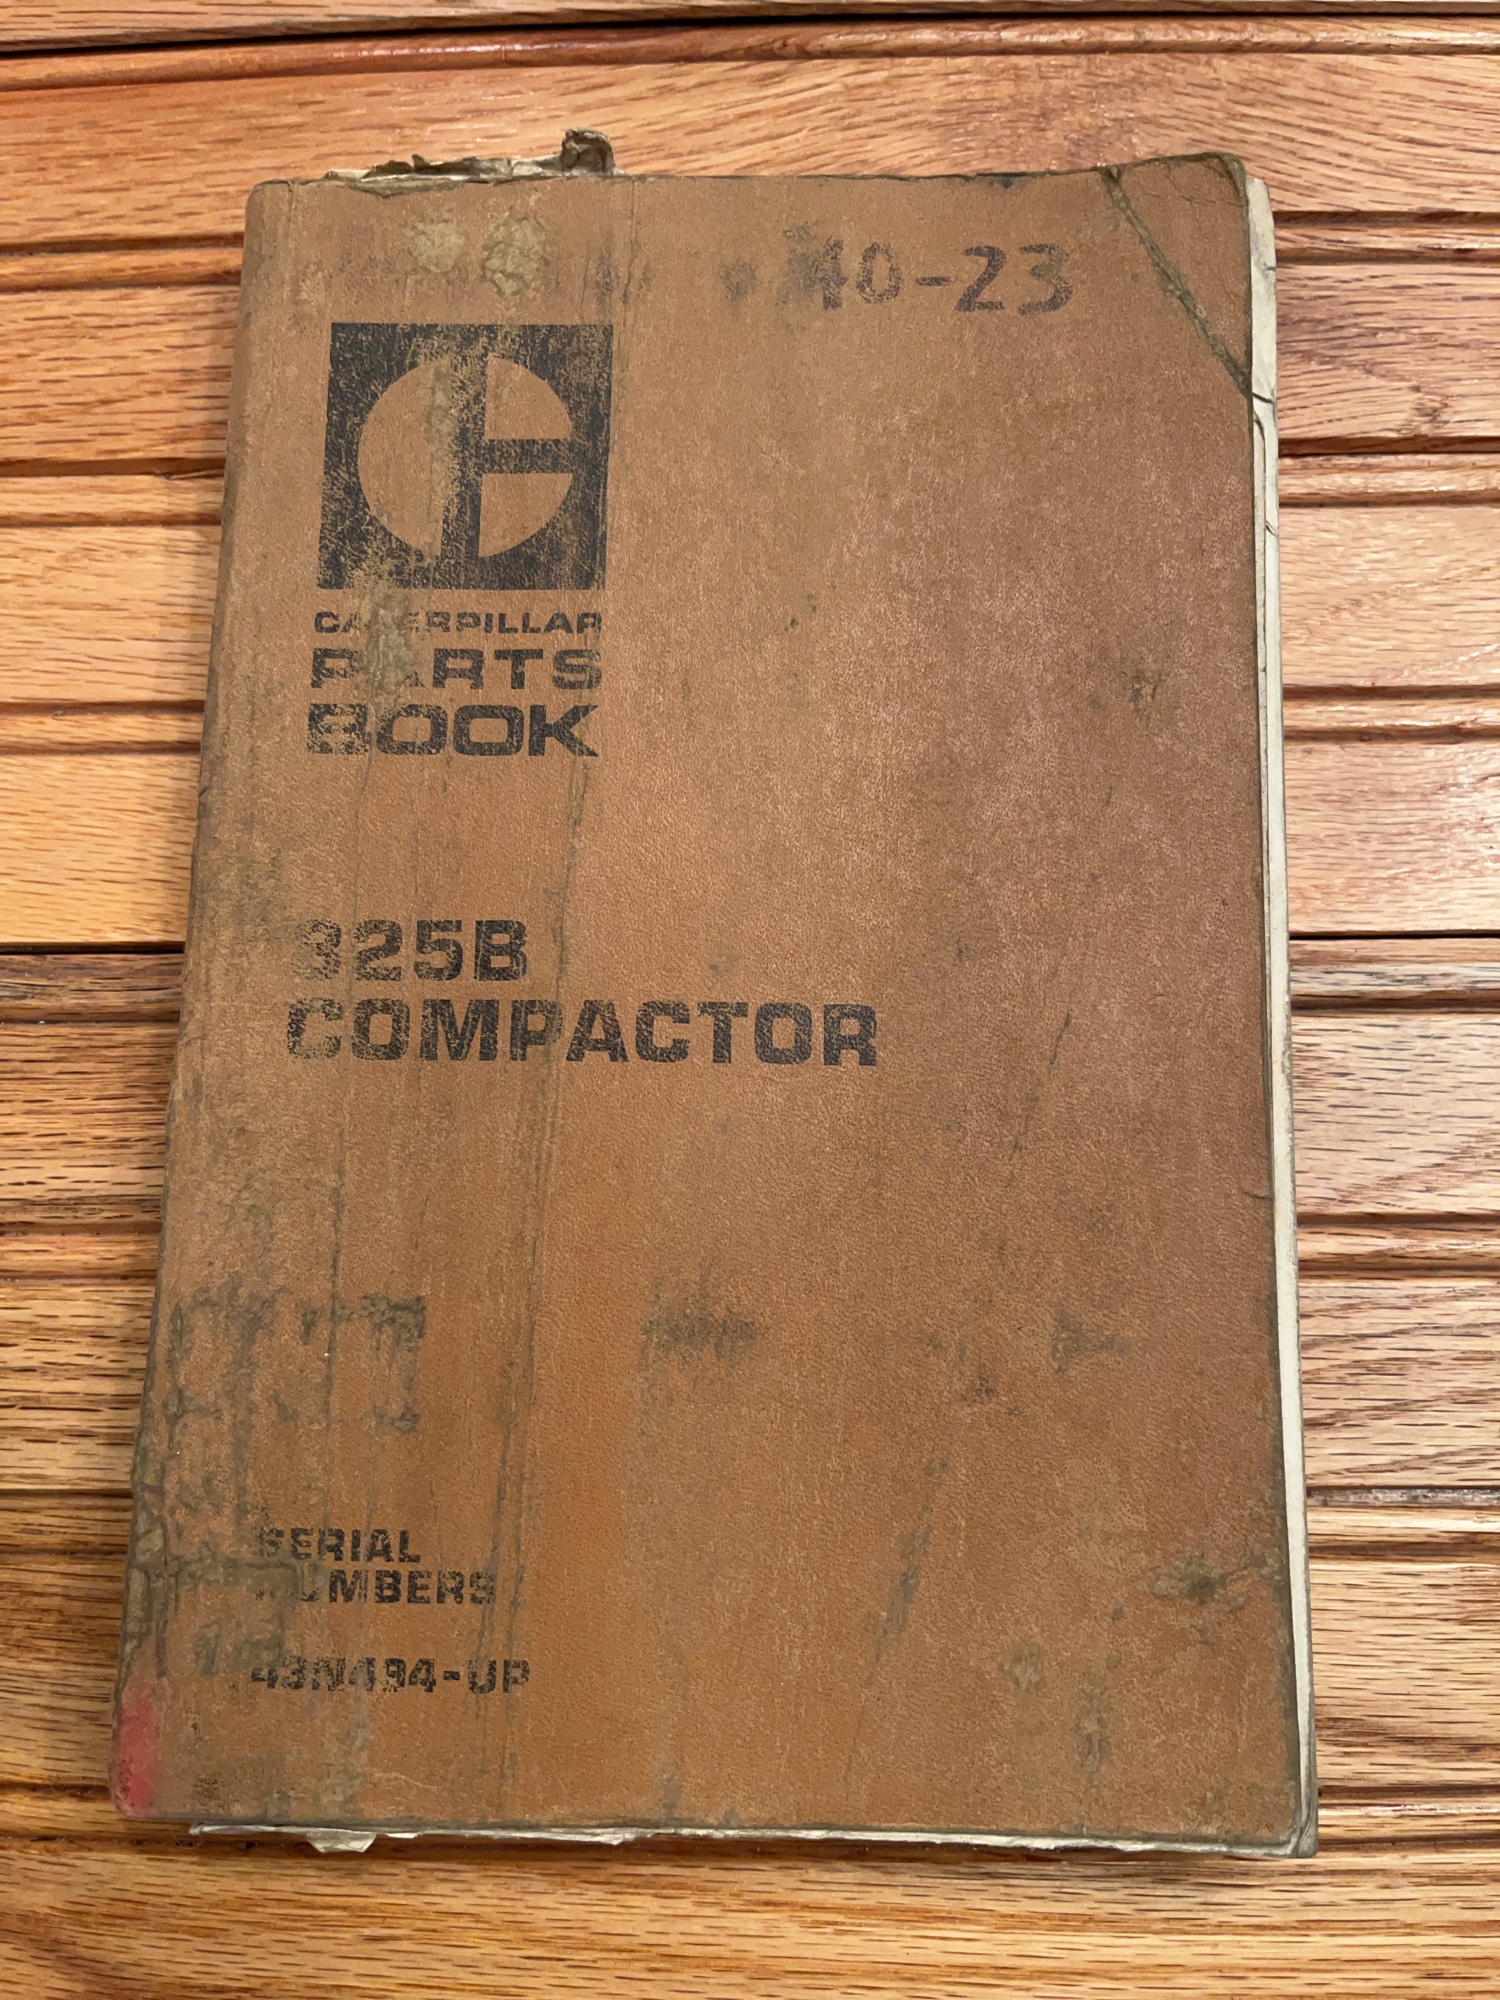 40-23
CATERPILLAR
PARTS
BOOK
825B
COMPACTOR
SERIAL
NUMBERS
43N494-UP